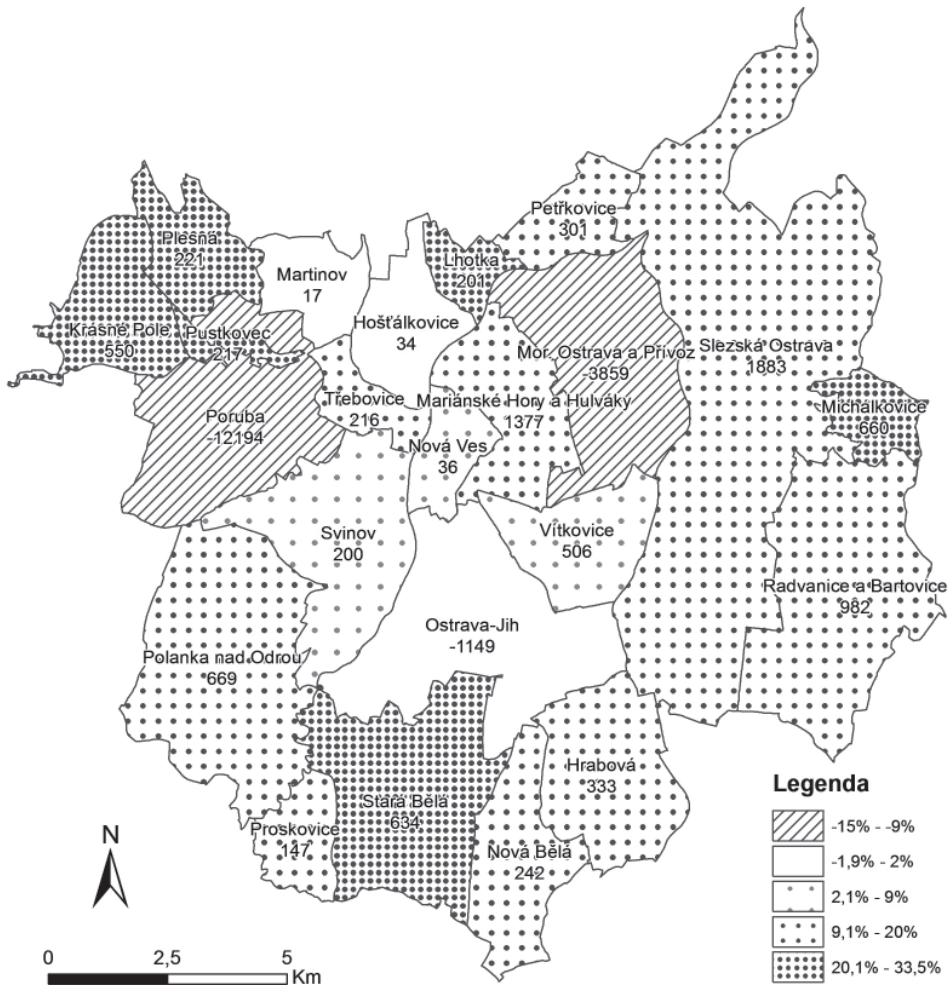 Petřkovice
301
Plesná
221
Martinov
17
Lhotka
201
Hošťálkovice
34
Krásné Pole
550
Pustkovec
217
Mor. Ostrava a Přívoz
-3859
Slezská Ostrava
1883
Poruba
-12194
Třebovice
216
Mariánské Hory a Hulváky
1377
Michálkovice
660
Nová Ves
36
Svinov
200
Vítkovice
506
Radvanice a Bartovice
982
Ostrava-Jih
-1149
Polanka nad Odrou
669
Hrabová
333
Stará Bělá
634
Proskovice
147
Nová Bělá
242
N
0 2,5 5
Km
Legenda
-15% - -9%
-1,9% - 2%
2,1% - 9%
9,1% - 20%
20,1% - 33,5%